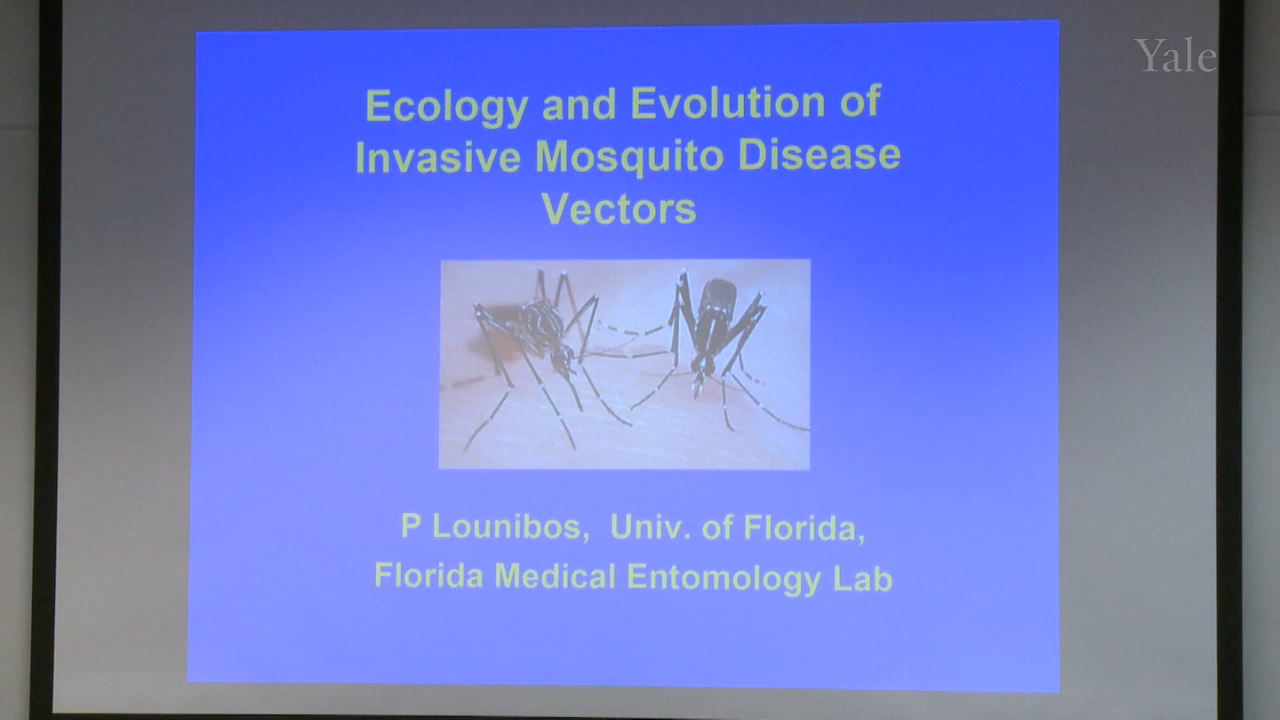 Yale
Ecology and Evolution of
Invasive Mosquito Disease
Vectors
P Lounibos, Univ. of Florida,
Florida Medical Entomology Lab